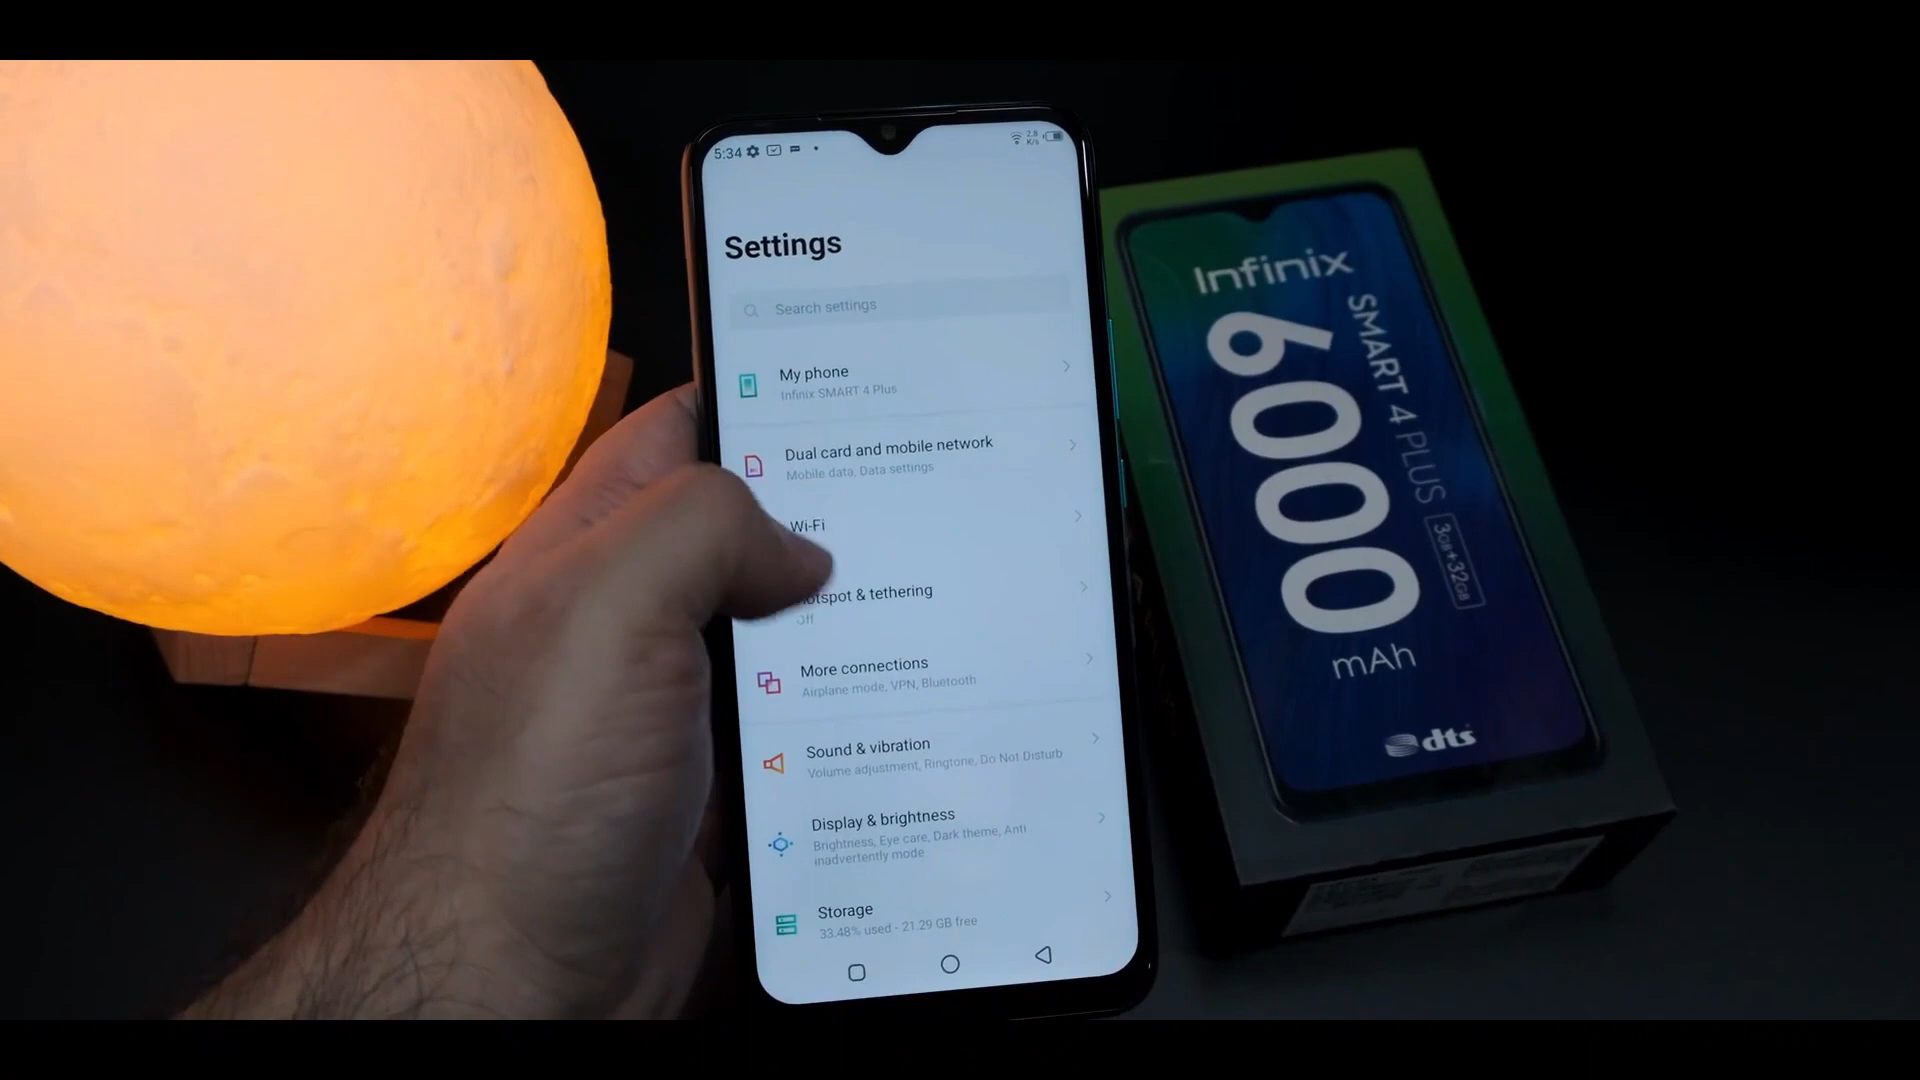 5:34
2.8
K/s
Settings
Search settings
My phone
Infinix SMART 4 Plus
Dual card and mobile network
Mobile data, Data settings
Wi-Fi
otspot & tethering
Off
More connections
Airplane mode, VPN, Bluetooth
Sound & vibration
Volume adjustment, Ringtone, Do Not Disturb
Display & brightness
Brightness, Eye care, Dark theme, Anti
inadvertently mode
Storage
33.48% used - 21.29 GB free
Infinix
SMART 4 PLUS
3GB+32GB
6000
mAh
dts